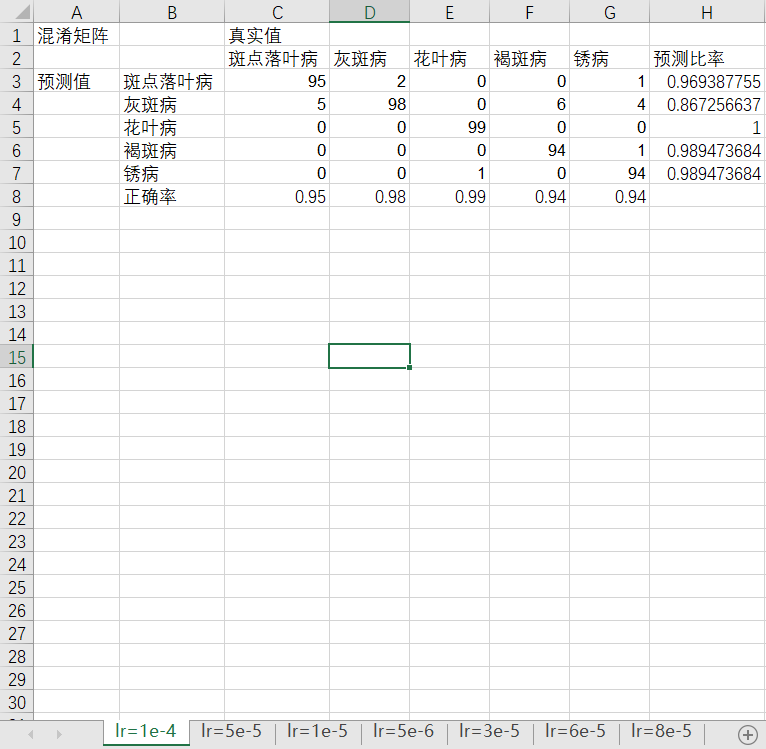 A B C D E F G H
1 混淆矩阵 真实值
2 斑点落叶病 灰斑病 花叶病 褐斑病 锈病 预测比率
3 预测值 斑点落叶病 95 2 0 0 1 0.969387755
4 灰斑病 5 98 0 6 4 0.867256637
5 花叶病 0 0 99 0 0 1
6 褐斑病 0 0 0 94 1 0.989473684
7 锈病 0 0 1 0 94 0.989473684
8 正确率 0.95 0.98 0.99 0.94 0.94
9
10
11
12
13
14
15
16
17
18
19
20
21
22
23
24
25
26
27
28
29
30
lr=1e-4 lr=5e-5 lr=1e-5 lr=5e-6 lr=3e-5 lr=6e-5 lr=8e-5